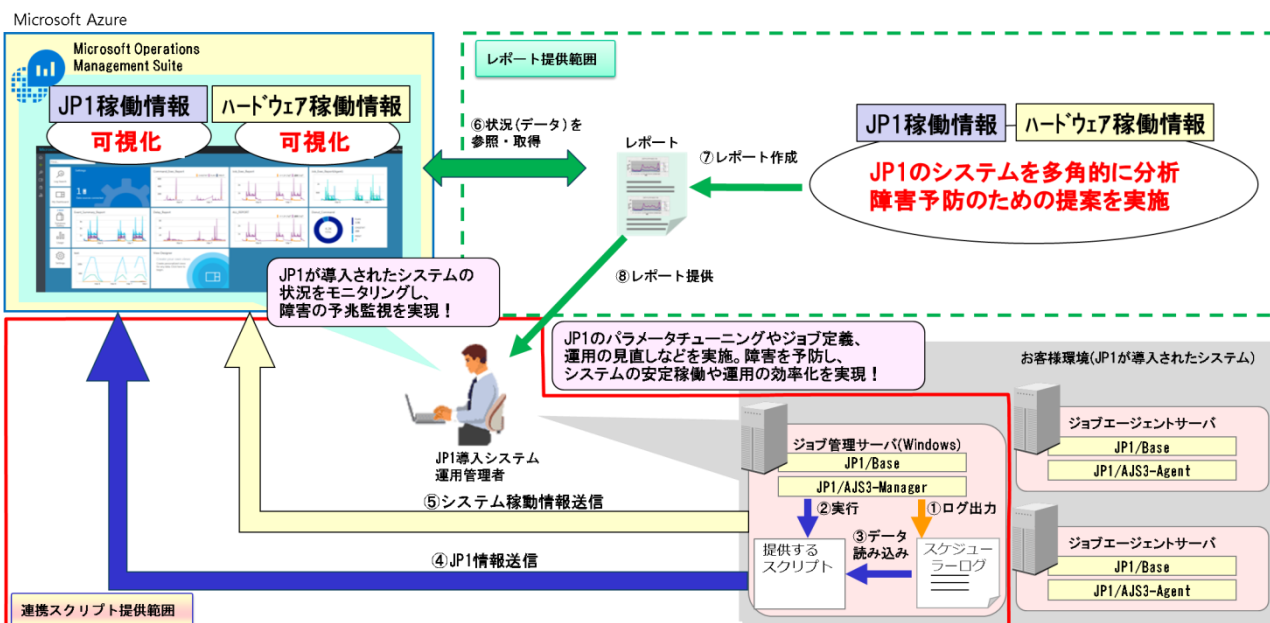 Microsoft Azure
Microsoft Operations
Management Suite
JP1稼働情報
ハードウェア稼働情報
可視化
可視化
レポート提供範囲
⑥状況(データ)を
参照・取得
レポート
⑦レポート作成
JP1稼働情報
ハードウェア稼働情報
JP1のシステムを多角的に分析
障害予防のための提案を実施
JP1が導入されたシステムの
状況をモニタリングし、
障害の予兆監視を実現！
⑧レポート提供
JP1のパラメータチューニングやジョブ定義、
運用の見直しなどを実施。障害を予防し、
システムの安定稼働や運用の効率化を実現！
お客様環境(JP1が導入されたシステム)
JP1導入システム
運用管理者
ジョブ管理サーバ(Windows)
JP1/Base
JP1/AJS3-Manager
②実行
①ログ出力
③データ
読み込み
提供する
スクリプト
スケジュー
ラーログ
ジョブエージェントサーバ
JP1/Base
JP1/AJS3-Agent
ジョブエージェントサーバ
JP1/Base
JP1/AJS3-Agent
⑤システム稼動情報送信
④JP1情報送信
連携スクリプト提供範囲